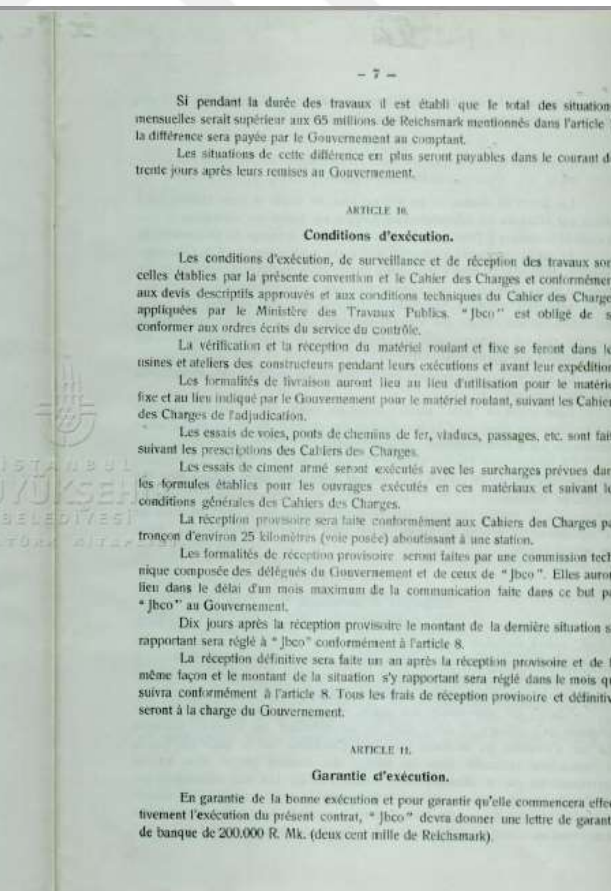 – 7 –
Si pendant la durée des travaux il est établi que le total des situation
mensuelles serait supérieur aux 65 millions de Reichsmark mentionnés dans l'article
la différence sera payée par le Gouvernement au comptant.
Les situations de cette différence en plus seront payables dans le courant d
trente jours après leurs remises au Gouvernement.
ARTICLE 10.
Conditions d'exécution.
Les conditions d'exécution, de surveillance et de réception des travaux son
celles établies par la présente convention et le Cahier des Charges et conformémen
aux devis descriptifs approuvés et aux conditions techniques du Cahier des Charge
appliquées par le Ministère des Travaux Publics. "Jbco" est obligé de s
conformer aux ordres écrits du service du contrôle.
La vérification et la réception du matériel roulant et fixe se feront dans le
usines et ateliers des constructeurs pendant leurs exécutions et avant leur expédition
Les formalités de livraison auront lieu au lieu d'utilisation pour le matérie
fixe et au lieu indiqué par le Gouvernement pour le matériel roulant, suivant les Cahier
des Charges de l'adjudication.
Les essais de voies, ponts de chemins de fer, viaducs, passages, etc. sont fait
suivant les prescriptions des Cahiers des Charges.
Les essais de ciment armé seront exécutés avec les surcharges prévues dan
les formules établies pour les ouvrages exécutés en ces matériaux et suivant le
conditions générales des Cahiers des Charges.
La réception provisoire sera faite conformément aux Cahiers des Charges pa
tronçon d'environ 25 kilomètres (voie posée) aboutissant à une station.
Les formalités de réception provisoire seront faites par une commission tech
nique composée des délégués du Gouvernement et de ceux de "Jbco". Elles auron
lieu dans le délai d'un mois maximum de la communication faite dans ce but pa
"Jbco" au Gouvernement.
Dix jours après la réception provisoire le montant de la dernière situation s
rapportant sera réglé à "Jbco" conformément à l'article 8.
La réception définitive sera faite un an après la réception provisoire et de l
même façon et le montant de la situation s'y rapportant sera réglé dans le mois qu
suivra conformément à l'article 8. Tous les frais de réception provisoire et définitiv
seront à la charge du Gouvernement.
ARTICLE 11.
Garantie d'exécution.
En garantie de la bonne exécution et pour garantir qu'elle commencera effec
tivement l'exécution du présent contrat, "Jbco" devra donner une lettre de garant
de banque de 200.000 R. Mk. (deux cent mille de Reichsmark).
ISTANBUL
BÜYÜKŞEH
BELEDİYESİ